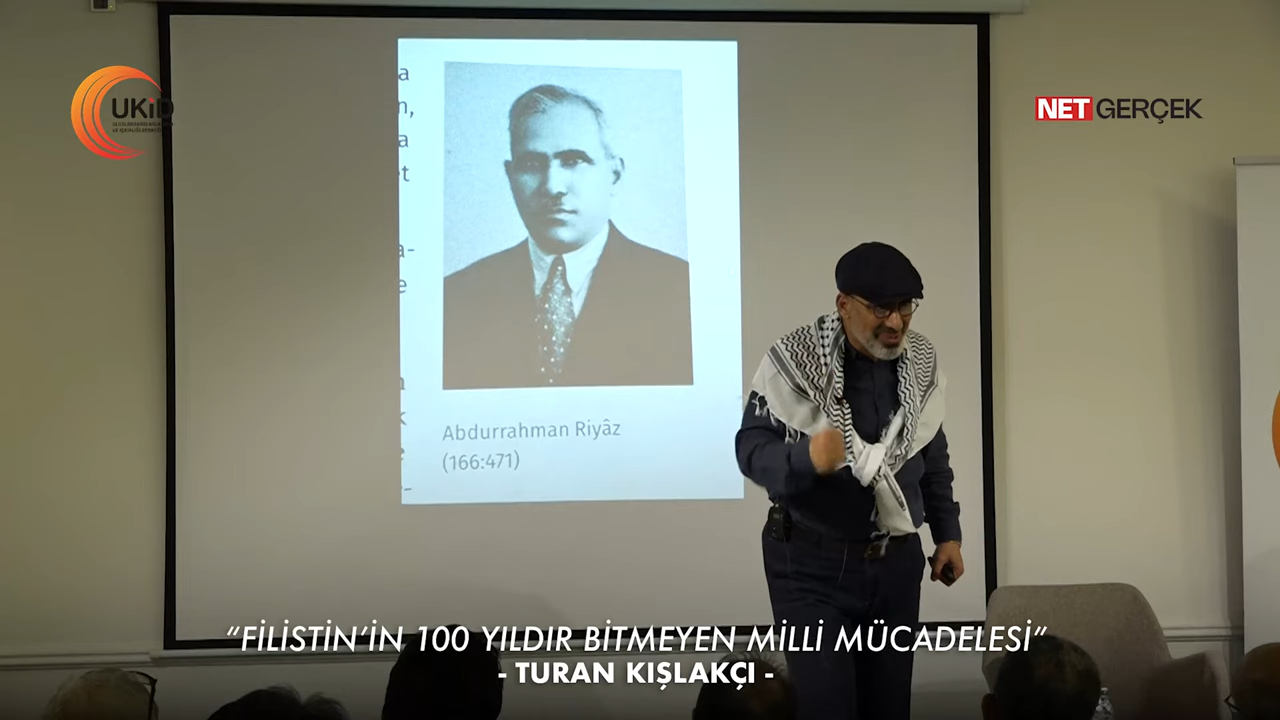 UKİD
NET GERÇEK
a
n,
a
et
a-
e
Abdurrahman Riyâz
(166:471)
“FİLİSTİN’İN 100 YILDIR BİTMEYEN MİLLİ MÜCADELESİ”
- TURAN KIŞLAKÇI -